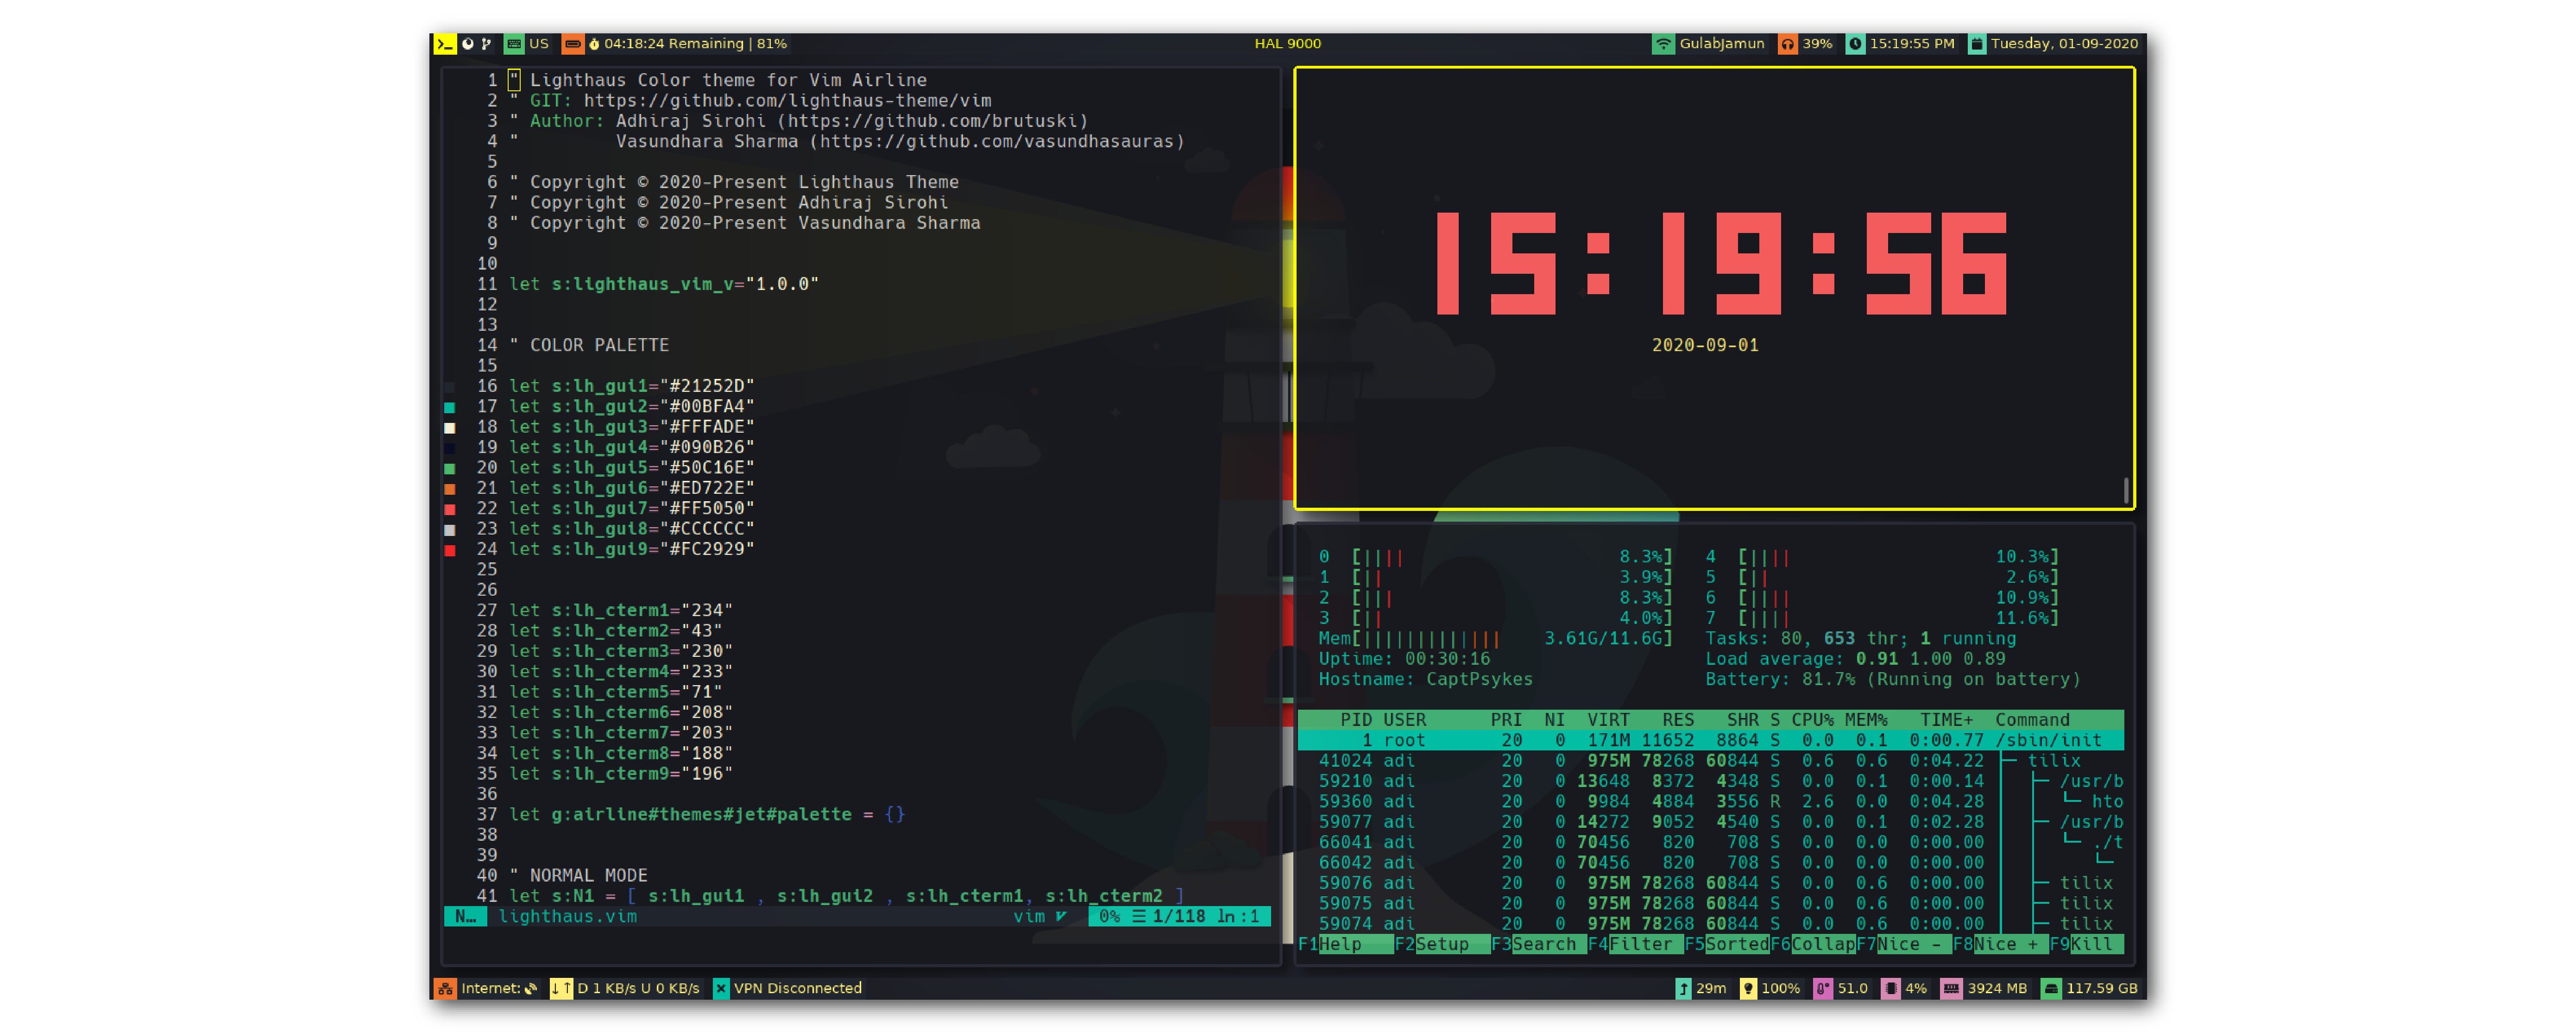 US 04:18:24 Remaining | 81% HAL 9000 GulabJamun 39% 15:19:55 PM Tuesday, 01-09-2020
1 " Lighthaus Color theme for Vim Airline
2 " GIT: https://github.com/lighthaus-theme/vim
3 " Author: Adhiraj Sirohi (https://github.com/brutuski)
4 " Vasundhara Sharma (https://github.com/vasundhasauras)
5
6 " Copyright © 2020-Present Lighthaus Theme
7 " Copyright © 2020-Present Adhiraj Sirohi
8 " Copyright © 2020-Present Vasundhara Sharma
9
10
11 let s:lighthaus_vim_v="1.0.0"
12
13
14 " COLOR PALETTE
15
16 let s:lh_gui1="#21252D"
17 let s:lh_gui2="#00BFA4"
18 let s:lh_gui3="#FFFADE"
19 let s:lh_gui4="#090B26"
20 let s:lh_gui5="#50C16E"
21 let s:lh_gui6="#ED722E"
22 let s:lh_gui7="#FF5050"
23 let s:lh_gui8="#CCCCCC"
24 let s:lh_gui9="#FC2929"
25
26
27 let s:lh_cterm1="234"
28 let s:lh_cterm2="43"
29 let s:lh_cterm3="230"
30 let s:lh_cterm4="233"
31 let s:lh_cterm5="71"
32 let s:lh_cterm6="208"
33 let s:lh_cterm7="203"
34 let s:lh_cterm8="188"
35 let s:lh_cterm9="196"
36
37 let g:airline#themes#jet#palette = {}
38
39
40 " NORMAL MODE
41 let s:N1 = [ s:lh_gui1 , s:lh_gui2 , s:lh_cterm1, s:lh_cterm2 ]
N… lighthaus.vim vim 0% ☰ 1/118 ln:1
15:19:56
2020-09-01
0 [|||| 8.3%] 4 [|||| 10.3%]
1 [|| 3.9%] 5 [|| 2.6%]
2 [||| 8.3%] 6 [|||| 10.9%]
3 [|| 4.0%] 7 [|||| 11.6%]
Mem[||||||||||||| 3.61G/11.6G] Tasks: 80, 653 thr; 1 running
Uptime: 00:30:16 Load average: 0.91 1.00 0.89
Hostname: CaptPsykes Battery: 81.7% (Running on battery)
PID USER PRI NI VIRT RES SHR S CPU% MEM% TIME+ Command
1 root 20 0 171M 11652 8864 S 0.0 0.1 0:00.77 /sbin/init
41024 adi 20 0 975M 78268 60844 S 0.6 0.6 0:04.22 ├─ tilix
59210 adi 20 0 13648 8372 4348 S 0.0 0.1 0:00.14 │ ├─ /usr/b
59360 adi 20 0 9984 4884 3556 R 2.6 0.0 0:04.28 │ │ └─ hto
59077 adi 20 0 14272 9052 4540 S 0.0 0.1 0:02.28 │ ├─ /usr/b
66041 adi 20 0 70456 820 708 S 0.0 0.0 0:00.00 │ │ └─ ./t
66042 adi 20 0 70456 820 708 S 0.0 0.0 0:00.00 │ │ └─
59076 adi 20 0 975M 78268 60844 S 0.0 0.6 0:00.00 │ ├─ tilix
59075 adi 20 0 975M 78268 60844 S 0.0 0.6 0:00.00 │ ├─ tilix
59074 adi 20 0 975M 78268 60844 S 0.0 0.6 0:00.00 │ ├─ tilix
F1Help F2Setup F3Search F4Filter F5SortedF6CollapF7Nice - F8Nice + F9Kill
Internet: ↓↑ D 1 KB/s U 0 KB/s VPN Disconnected 29m 100% 51.0 4% 3924 MB 117.59 GB